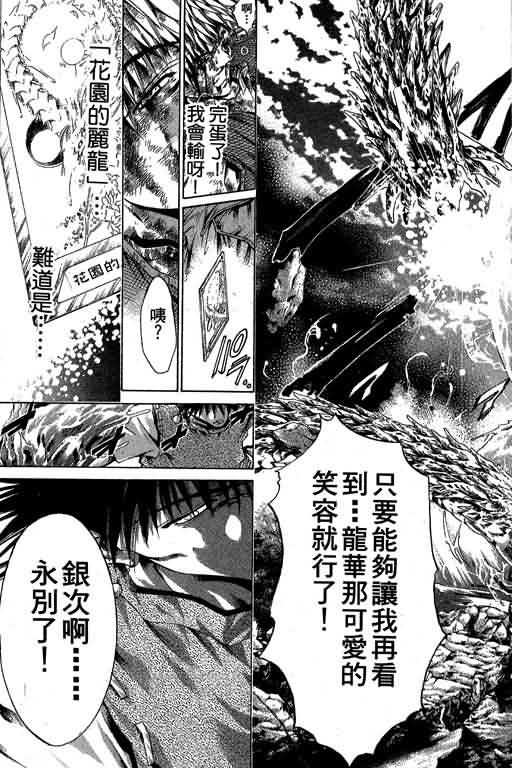 只要能夠讓我再看
到…龍華那可愛的
笑容就行了！
啊…
完蛋了！
我會輸呀！
咦？
「花園的麗龍」…
花園的
難道是……
銀次啊……
永別了！